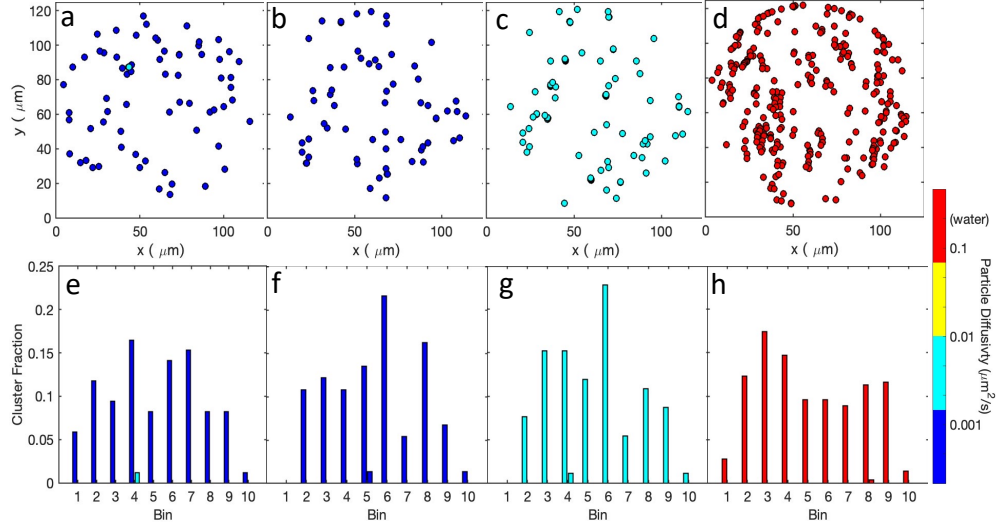 a
b
c
d
120
100
80
60
40
20
0
y ( μm)
0 50 100
0 50 100
0 50 100
0 50 100
x ( μm)
x ( μm)
x ( μm)
x ( μm)
(water)
0.1
0.01
0.001
Particle Diffusivty (μm²/s)
e
f
g
h
0.25
0.2
0.15
0.1
0.05
0
Cluster Fraction
1 2 3 4 5 6 7 8 9 10
1 2 3 4 5 6 7 8 9 10
1 2 3 4 5 6 7 8 9 10
1 2 3 4 5 6 7 8 9 10
Bin
Bin
Bin
Bin